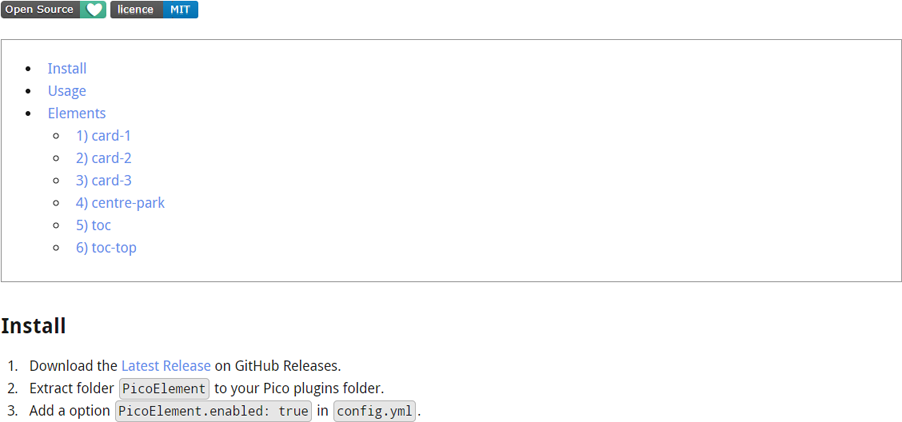 Open Source licence MIT
Install
Usage
Elements
1) card-1
2) card-2
3) card-3
4) centre-park
5) toc
6) toc-top
Install
1. Download the Latest Release on GitHub Releases.
2. Extract folder PicoElement to your Pico plugins folder.
3. Add a option PicoElement.enabled: true in config.yml.